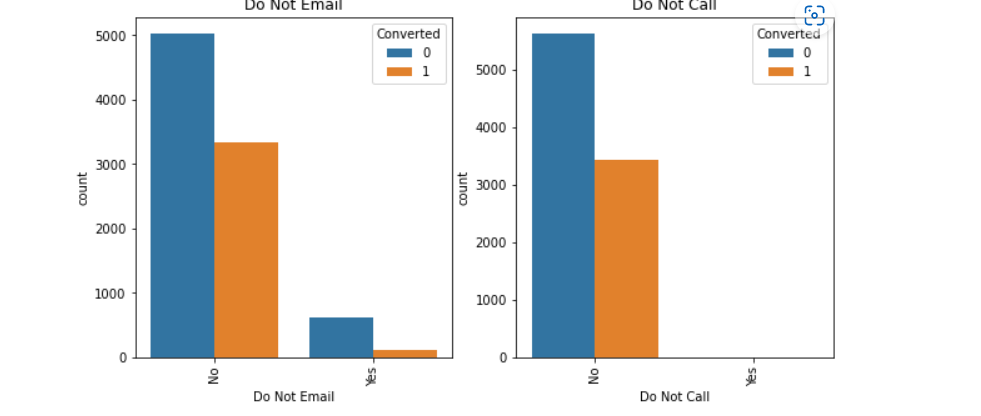 Do Not Email
5000
4000
3000
2000
1000
0
count
Converted
0
1
No
Yes
Do Not Email
Do Not Call
5000
4000
3000
2000
1000
0
count
Converted
0
1
No
Yes
Do Not Call